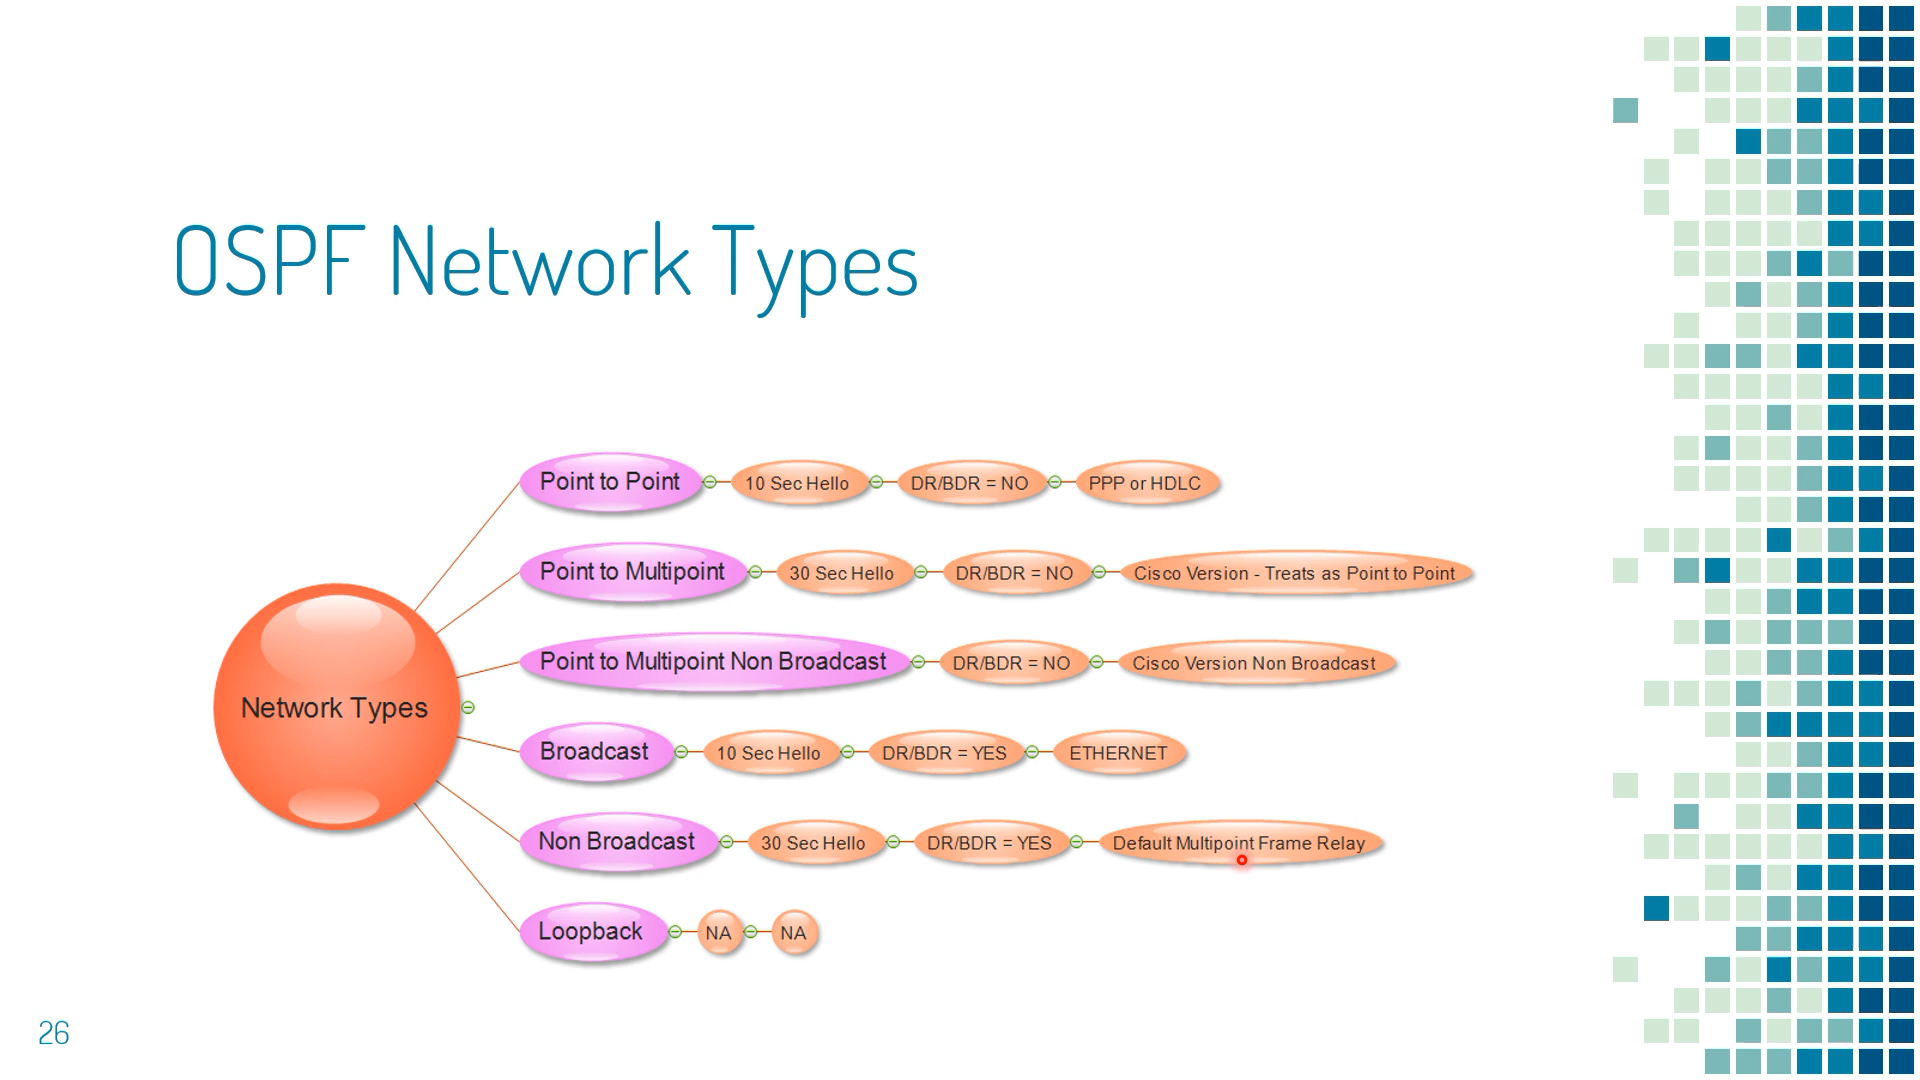 OSPF Network Types
Network Types
Point to Point
10 Sec Hello
DR/BDR = NO
PPP or HDLC
Point to Multipoint
30 Sec Hello
DR/BDR = NO
Cisco Version - Treats as Point to Point
Point to Multipoint Non Broadcast
DR/BDR = NO
Cisco Version Non Broadcast
Broadcast
10 Sec Hello
DR/BDR = YES
ETHERNET
Non Broadcast
30 Sec Hello
DR/BDR = YES
Default Multipoint Frame Relay
Loopback
NA
NA
26